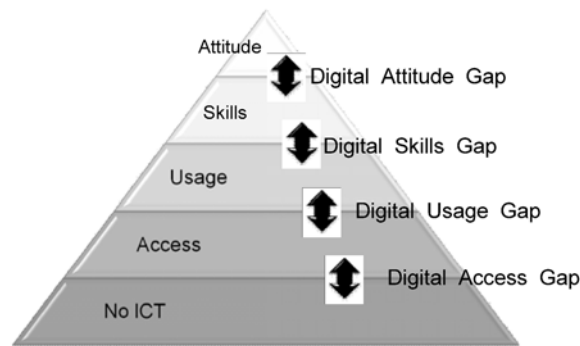 Attitude
Digital Attitude Gap
Skills
Digital Skills Gap
Usage
Digital Usage Gap
Access
Digital Access Gap
No ICT